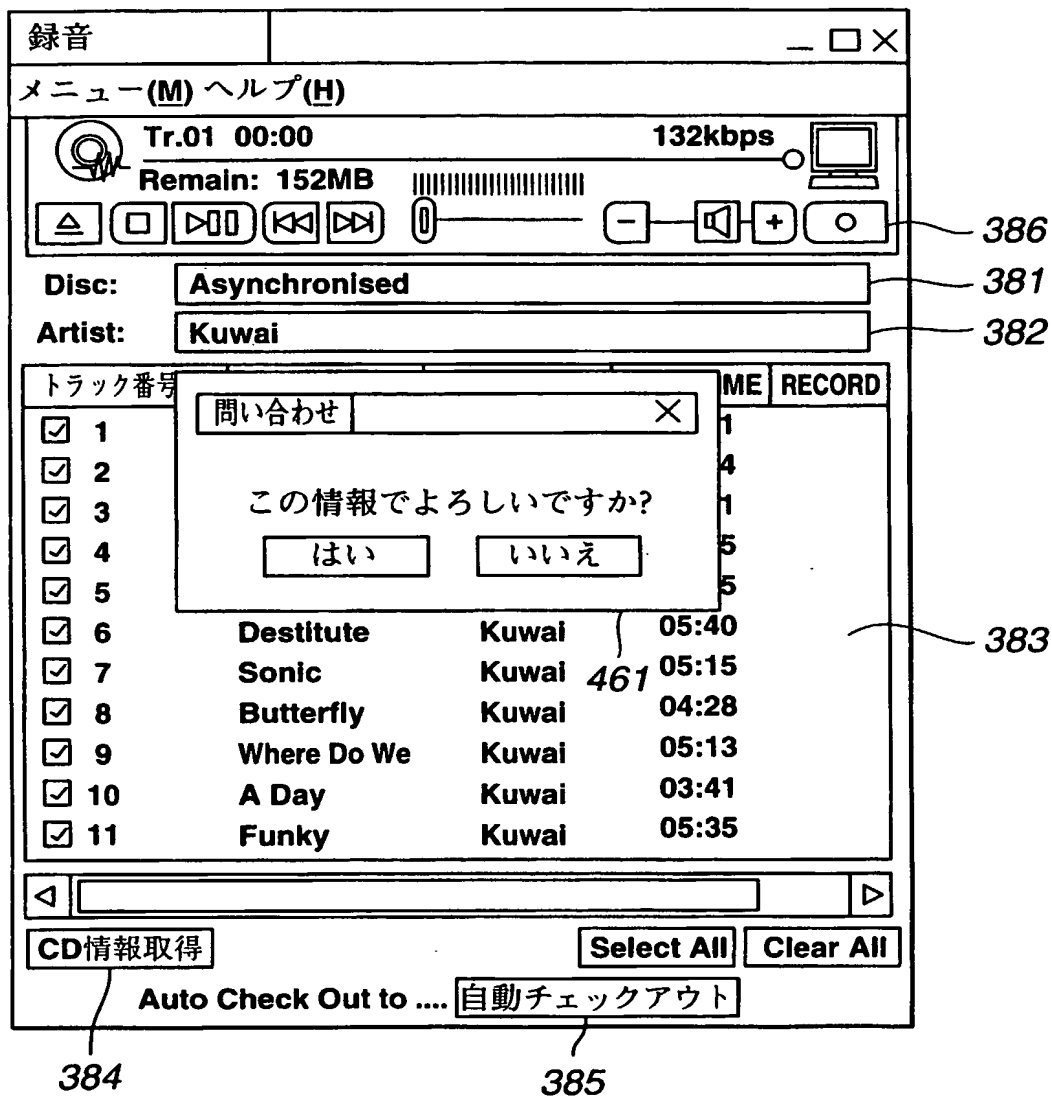 録音
メニュー(M) ヘルプ(H)
Tr.01 00:00 132kbps
Remain: 152MB
386
Disc: Asynchronised 381
Artist: Kuwai 382
トラック番号 ME RECORD
問い合わせ
1 1
2 4
3 1
この情報でよろしいですか?
4 5
はい いいえ
5 5
6 Destitute Kuwai 05:40 383
7 Sonic Kuwai 05:15
461
8 Butterfly Kuwai 04:28
9 Where Do We Kuwai 05:13
10 A Day Kuwai 03:41
11 Funky Kuwai 05:35
CD情報取得 Select All Clear All
Auto Check Out to .... 自動チェックアウト
384 385